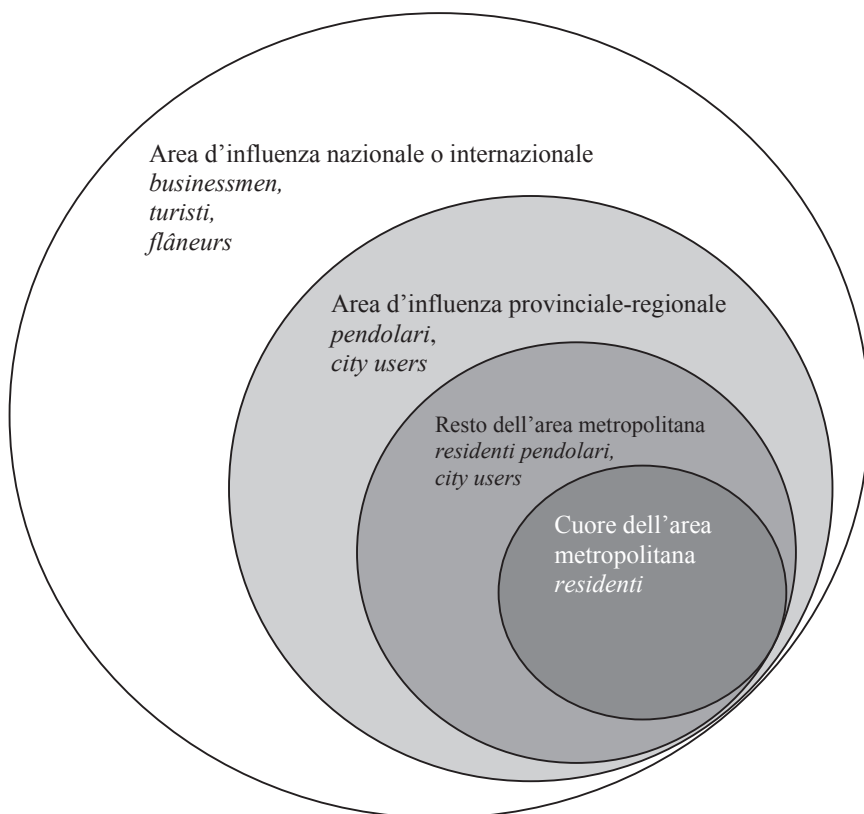 Area d’influenza nazionale o internazionale
businessmen,
turisti,
flâneurs
Area d’influenza provinciale-regionale
pendolari,
city users
Resto dell’area metropolitana
residenti pendolari,
city users
Cuore dell’area
metropolitana
residenti